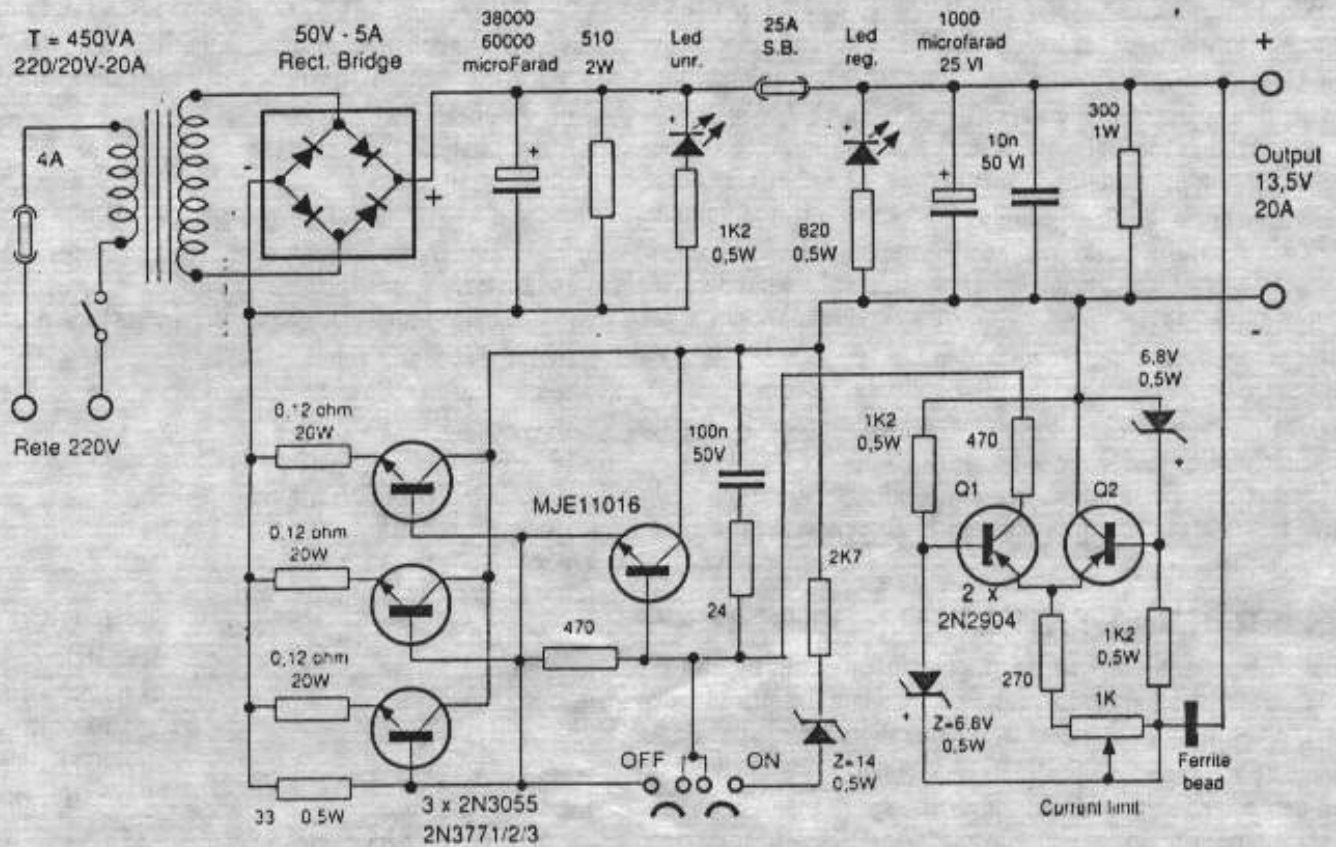 T = 450VA
220/20V-20A
50V - 5A
Rect. Bridge
38000
60000
microFarad
510
2W
Led
unr.
25A
S.B.
Led
reg.
1000
microfarad
25 Vl
+
4A
-
+
+
+
1K2
0,5W
+
820
0,5W
+
10n
50 Vl
300
1W
Output
13,5V
20A
-
Rete 220V
0,12 ohm
20W
0,12 ohm
20W
0,12 ohm
20W
33 0,5W
MJE11016
470
100n
50V
24
2K7
1K2
0,5W
470
6,8V
0,5W
+
Q1
Q2
2 x
2N2904
1K2
0,5W
270
1K
+
Z=6,8V
0,5W
Ferrite
bead
Current limit
OFF
ON
Z=14
0,5W
3 x 2N3055
2N3771/2/3